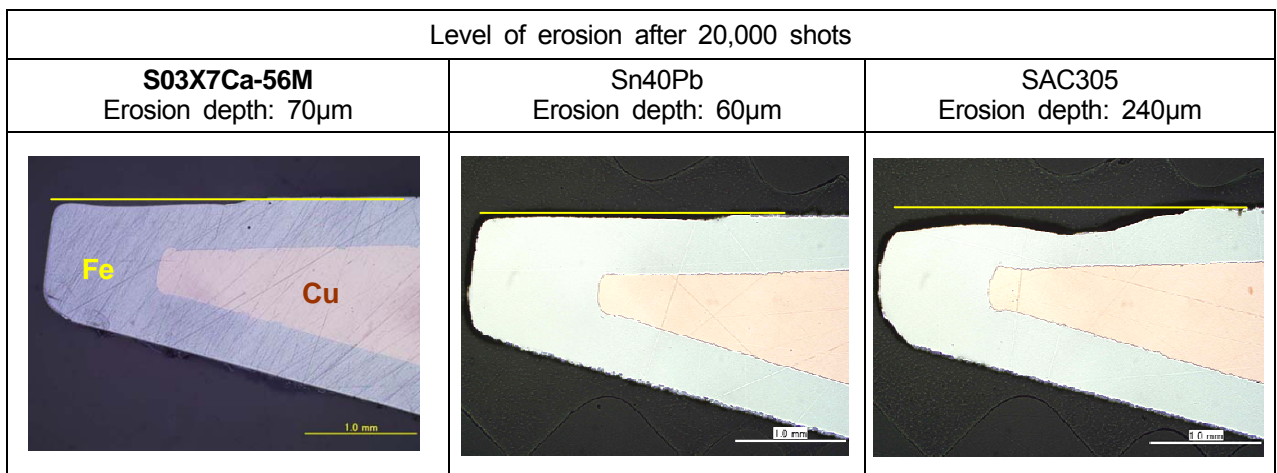 Level of erosion after 20,000 shots
S03X7Ca-56M
Erosion depth: 70µm
Sn40Pb
Erosion depth: 60µm
SAC305
Erosion depth: 240µm
Fe
Cu
1.0 mm
1.0 mm
1.0 mm